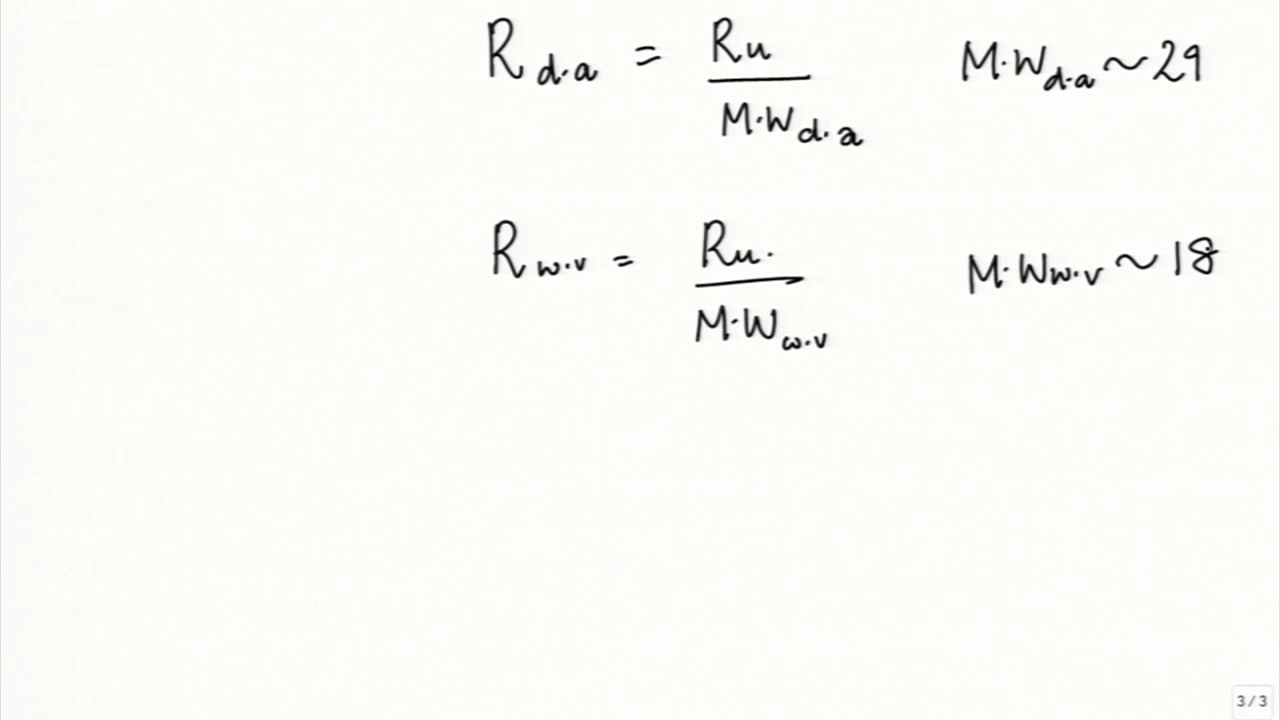 R d.a = Ru / M.W d.a M.W d.a ~ 29
R w.v = Ru. / M.W w.v M.W w.v ~ 18
3/3